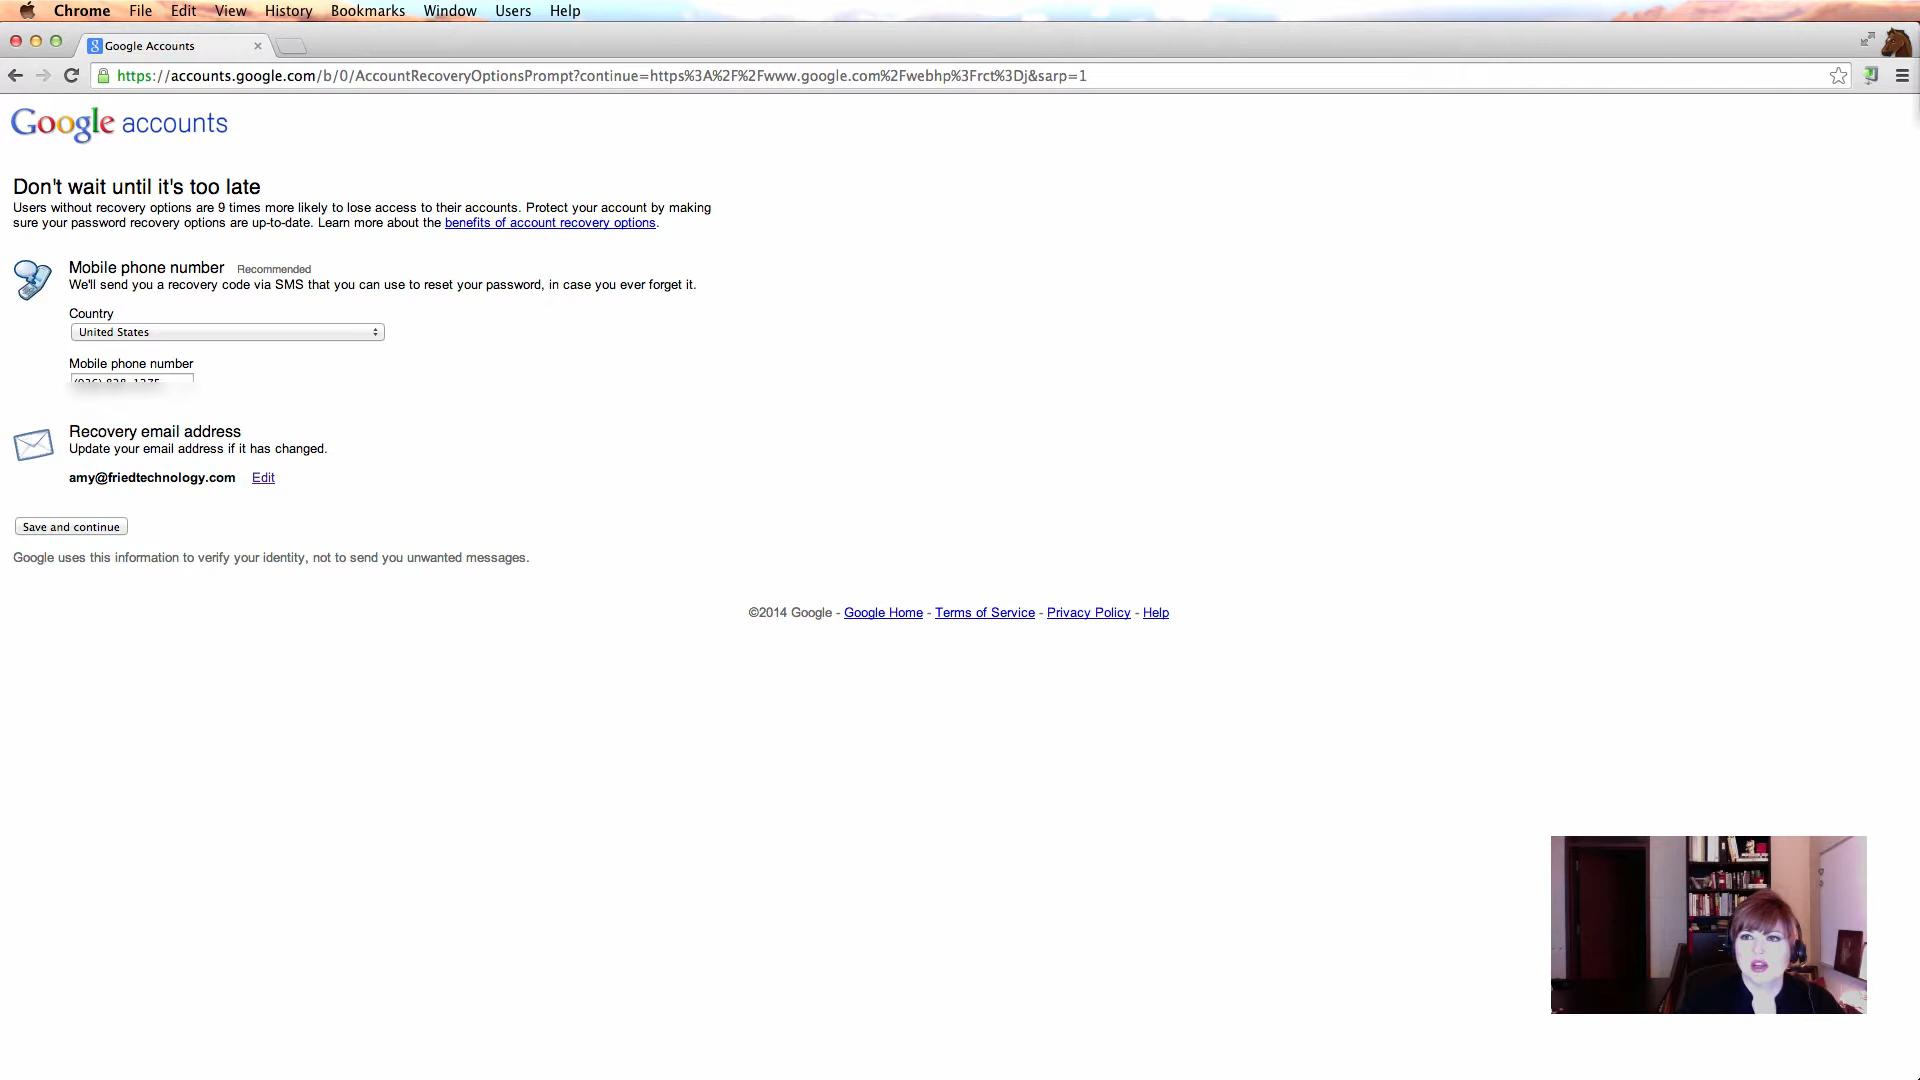 Chrome File Edit View History Bookmarks Window Users Help
Google Accounts
https://accounts.google.com/b/0/AccountRecoveryOptionsPrompt?continue=https%3A%2F%2Fwww.google.com%2Fwebhp%3Frct%3Dj&sarp=1
Google accounts
Don't wait until it's too late
Users without recovery options are 9 times more likely to lose access to their accounts. Protect your account by making
sure your password recovery options are up-to-date. Learn more about the benefits of account recovery options.
Mobile phone number Recommended
We'll send you a recovery code via SMS that you can use to reset your password, in case you ever forget it.
Country
United States
Mobile phone number
Recovery email address
Update your email address if it has changed.
amy@friedtechnology.com Edit
Save and continue
Google uses this information to verify your identity, not to send you unwanted messages.
©2014 Google - Google Home - Terms of Service - Privacy Policy - Help